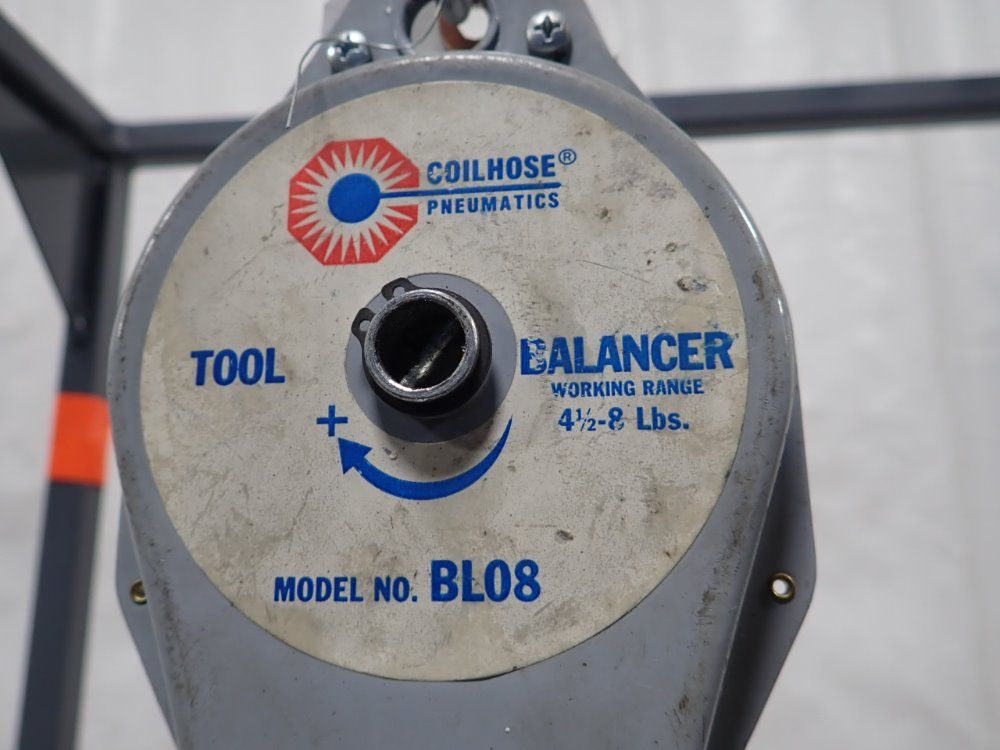 COILHOSE®
PNEUMATICS
TOOL BALANCER
WORKING RANGE
4½-8 Lbs.
+
MODEL NO. BL08